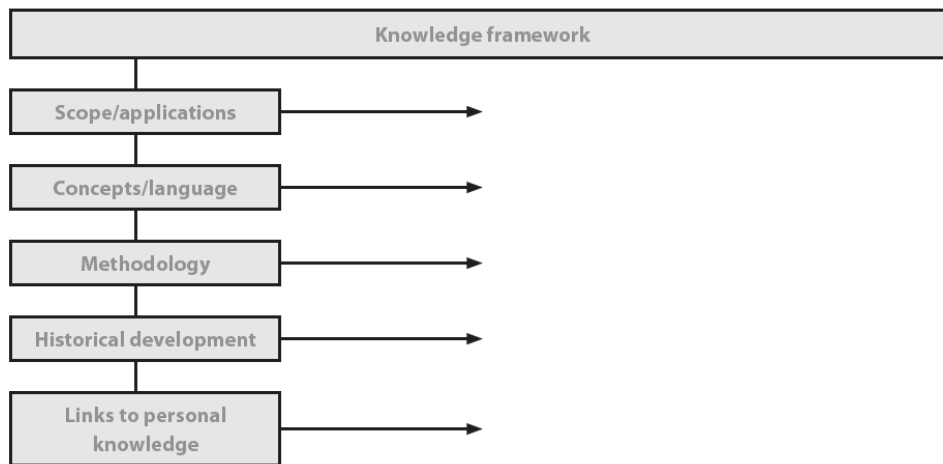 Knowledge framework
Scope/applications
Concepts/language
Methodology
Historical development
Links to personal
knowledge